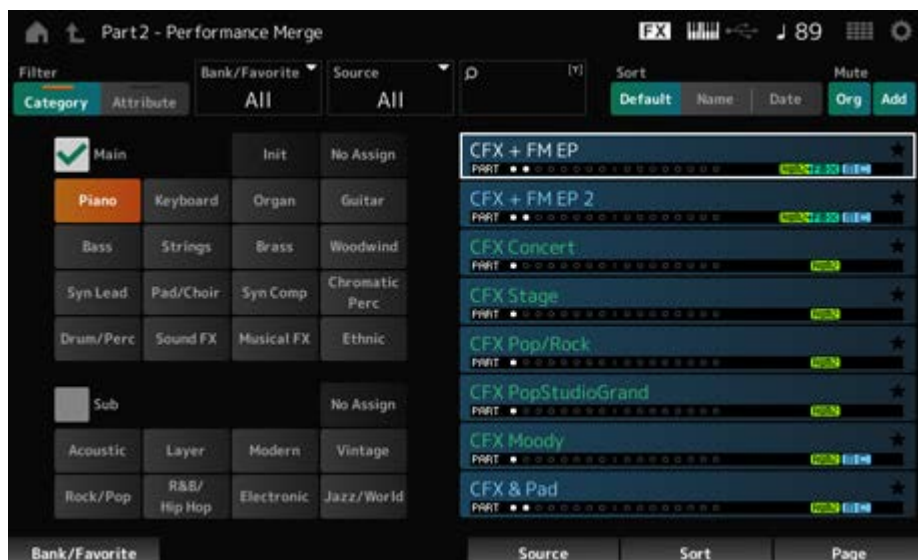 Part2 - Performance Merge
FX
89
Filter
Bank/Favorite
Source
[Y]
Sort
Mute
Category
Attribute
All
All
Default
Name
Date
Org
Add
Main
Init
No Assign
Piano
Keyboard
Organ
Guitar
Bass
Strings
Brass
Woodwind
Syn Lead
Pad/Choir
Syn Comp
Chromatic
Perc
Drum/Perc
Sound FX
Musical FX
Ethnic
Sub
No Assign
Acoustic
Layer
Modern
Vintage
Rock/Pop
R&B/
Hip Hop
Electronic
Jazz/World
CFX + FM EP
PART
CFX + FM EP 2
PART
CFX Concert
PART
CFX Stage
PART
CFX Pop/Rock
PART
CFX PopStudioGrand
PART
CFX Moody
PART
CFX & Pad
PART
Bank/Favorite
Source
Sort
Page